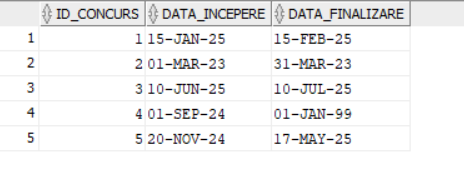 ID_CONCURS DATA_INCEPERE DATA_FINALIZARE
1 1 15-JAN-25 15-FEB-25
2 2 01-MAR-23 31-MAR-23
3 3 10-JUN-25 10-JUL-25
4 4 01-SEP-24 01-JAN-99
5 5 20-NOV-24 17-MAY-25